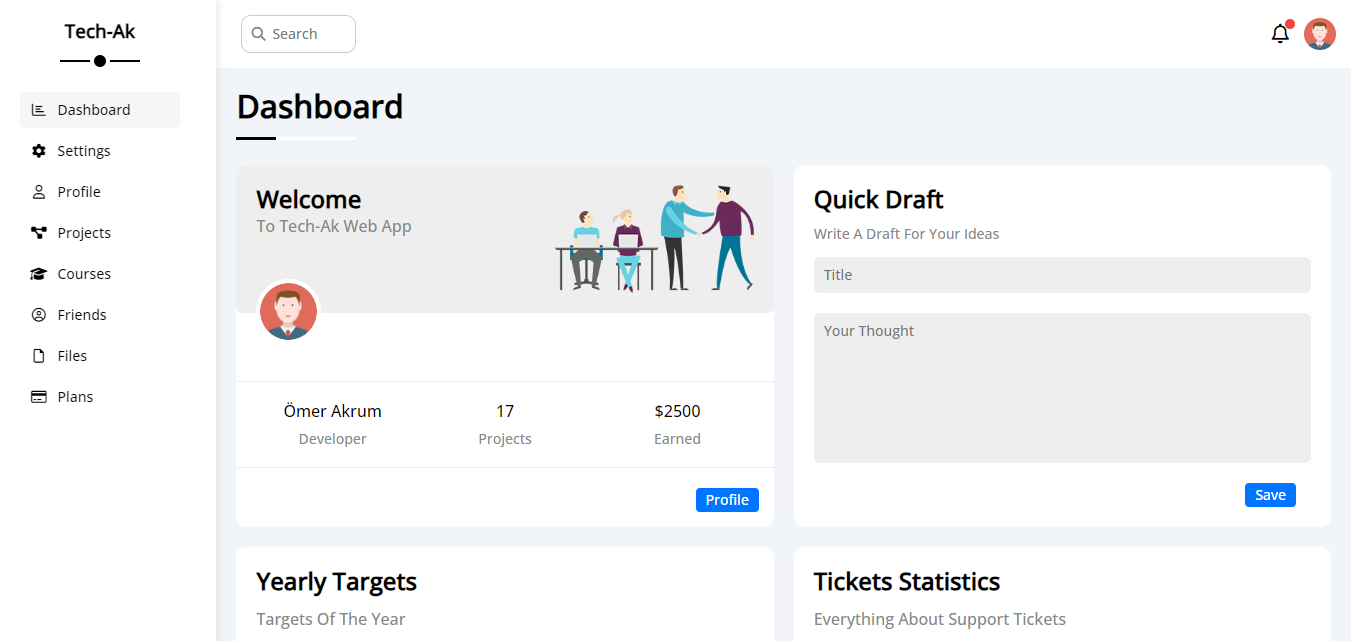 Tech-Ak
Dashboard
Settings
Profile
Projects
Courses
Friends
Files
Plans
Search
Dashboard
Welcome
To Tech-Ak Web App
Ömer Akrum
Developer
17
Projects
$2500
Earned
Profile
Quick Draft
Write A Draft For Your Ideas
Title
Your Thought
Save
Yearly Targets
Targets Of The Year
Tickets Statistics
Everything About Support Tickets